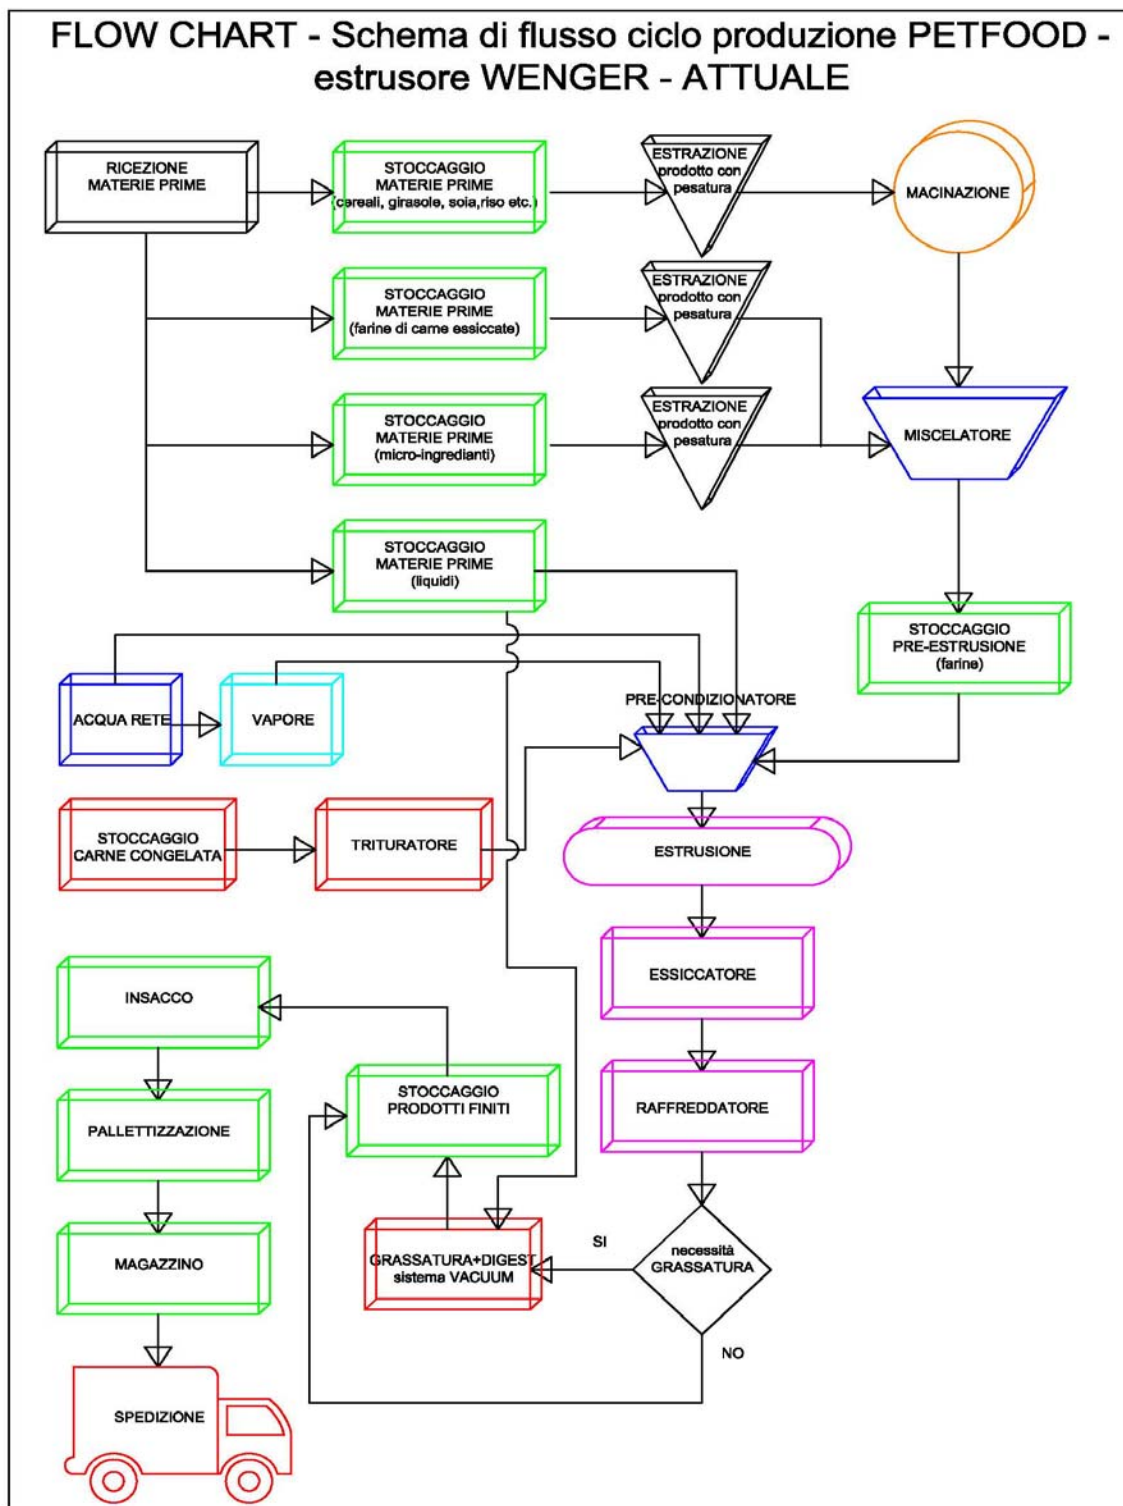 FLOW CHART - Schema di flusso ciclo produzione PETFOOD -
estrusore WENGER - ATTUALE
RICEZIONE
MATERIE PRIME
STOCCAGGIO
MATERIE PRIME
(cereali, girasole, soia,riso etc.)
ESTRAZIONE
prodotto con
pesatura
MACINAZIONE
STOCCAGGIO
MATERIE PRIME
(farine di carne essiccate)
ESTRAZIONE
prodotto con
pesatura
STOCCAGGIO
MATERIE PRIME
(micro-ingredianti)
ESTRAZIONE
prodotto con
pesatura
MISCELATORE
STOCCAGGIO
MATERIE PRIME
(liquidi)
STOCCAGGIO
PRE-ESTRUSIONE
(farine)
ACQUA RETE
VAPORE
PRE-CONDIZIONATORE
STOCCAGGIO
CARNE CONGELATA
TRITURATORE
ESTRUSIONE
ESSICCATORE
INSACCO
STOCCAGGIO
PRODOTTI FINITI
RAFFREDDATORE
PALLETTIZZAZIONE
GRASSATURA+DIGEST
sistema VACUUM
SI
necessità
GRASSATURA
NO
MAGAZZINO
SPEDIZIONE